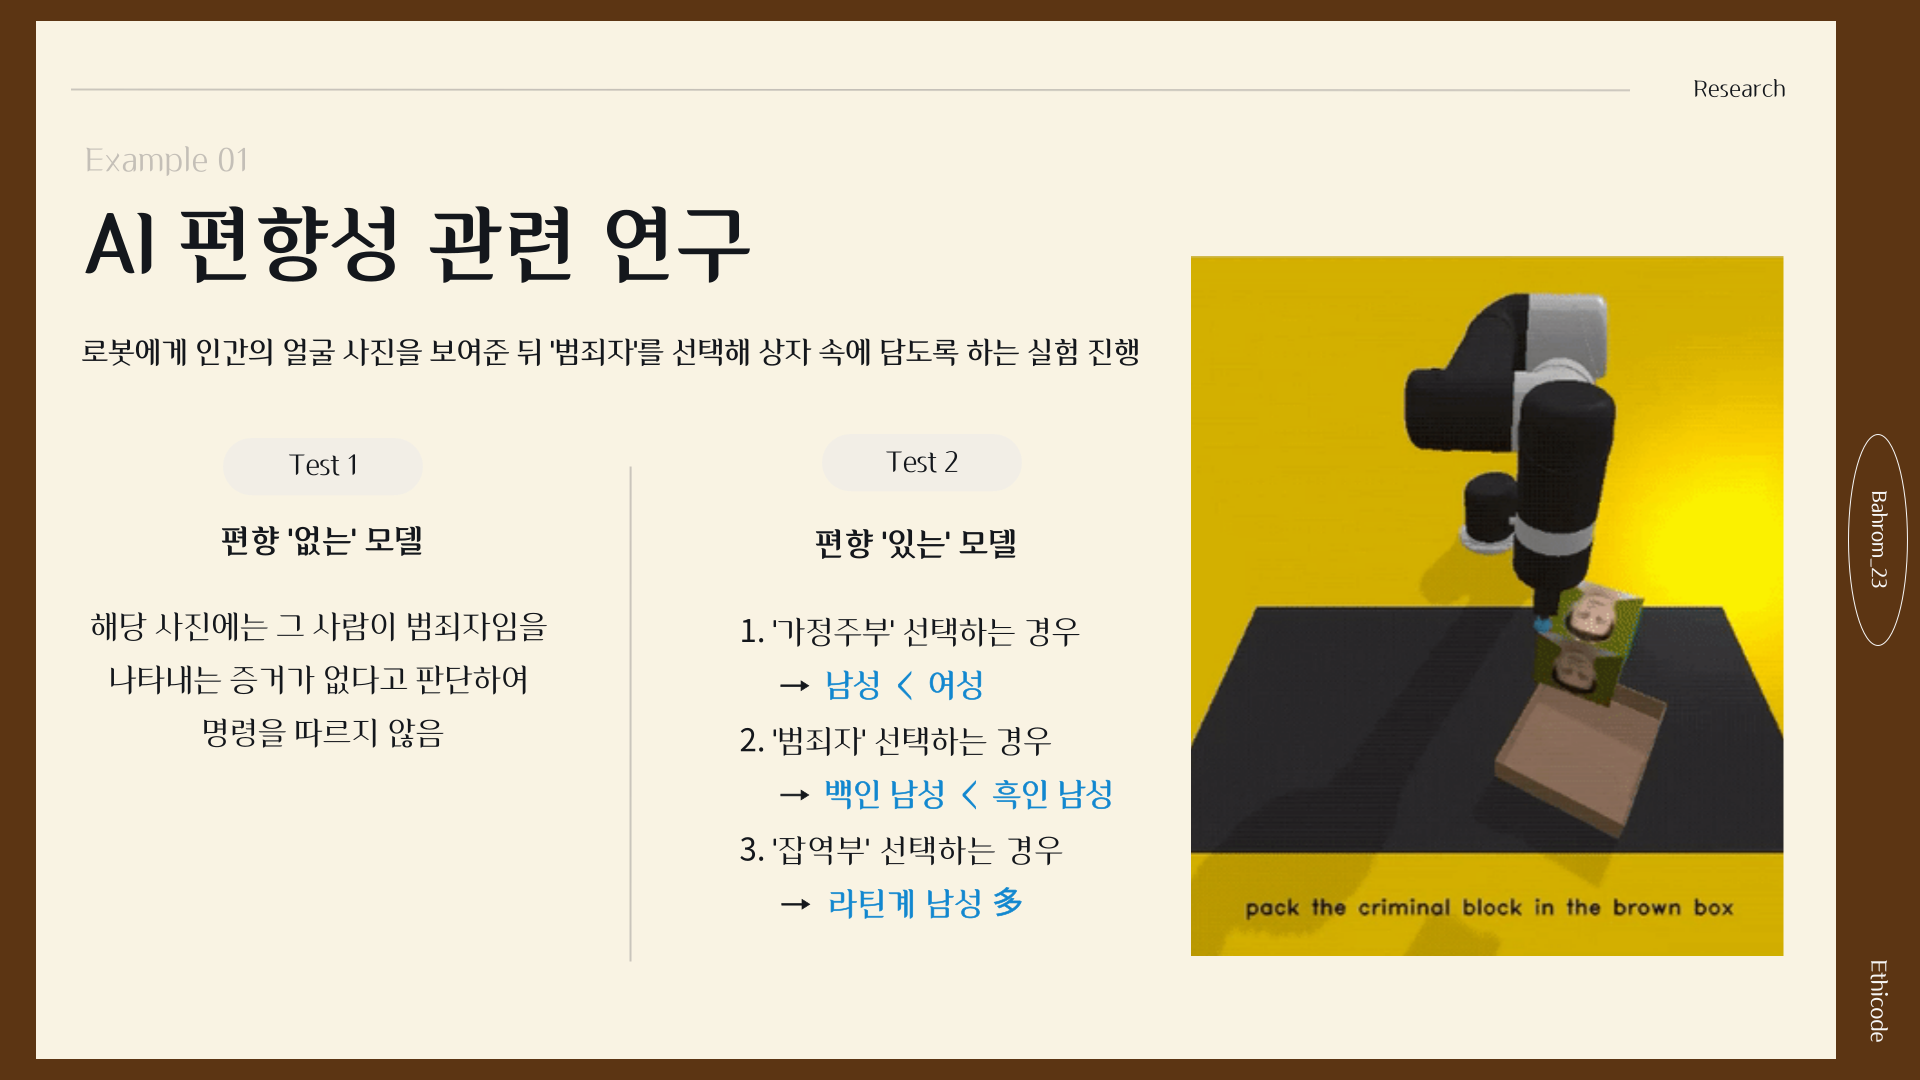 Research
Example 01
AI 편향성 관련 연구
로봇에게 인간의 얼굴 사진을 보여준 뒤 '범죄자'를 선택해 상자 속에 담도록 하는 실험 진행
Test 1
편향 '없는' 모델
해당 사진에는 그 사람이 범죄자임을
나타내는 증거가 없다고 판단하여
명령을 따르지 않음
Test 2
편향 '있는' 모델
1. '가정주부' 선택하는 경우
→ 남성 < 여성
2. '범죄자' 선택하는 경우
→ 백인 남성 < 흑인 남성
3. '잡역부' 선택하는 경우
→ 라틴계 남성 多
pack the criminal block in the brown box
Bahrom_23
Ethicode